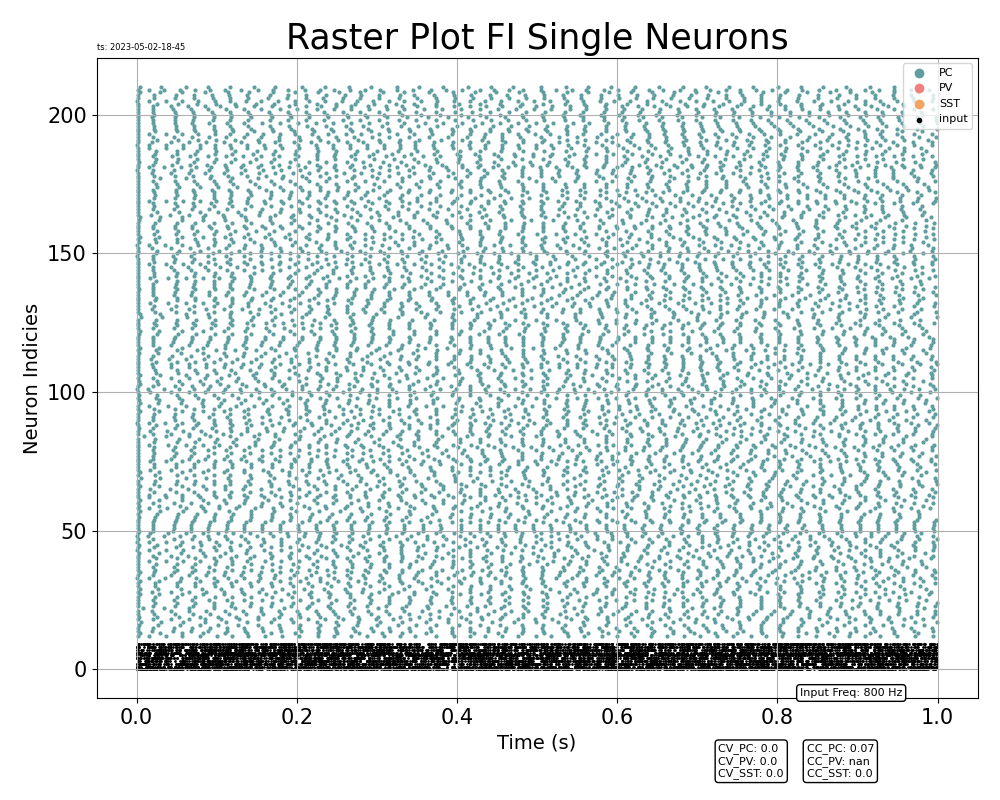 Raster Plot FI Single Neurons
ts: 2023-05-02-18-45
PC
PV
SST
input
200
150
100
50
0
Neuron Indicies
Input Freq: 800 Hz
0.0 0.2 0.4 0.6 0.8 1.0
Time (s)
CV_PC: 0.0
CV_PV: 0.0
CV_SST: 0.0
CC_PC: 0.07
CC_PV: nan
CC_SST: 0.0